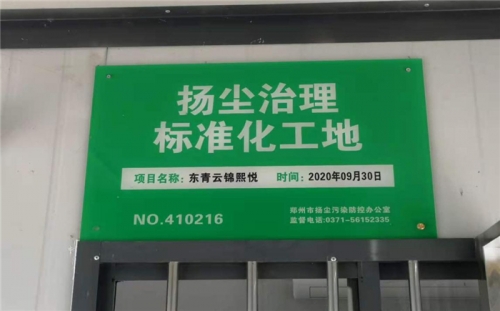 扬尘治理
标准化工地
项目名称: 东青云锦熙悦 时间: 2020年09月30日
NO.410216
郑州市扬尘污染防控办公室
监督电话:0371-56152335